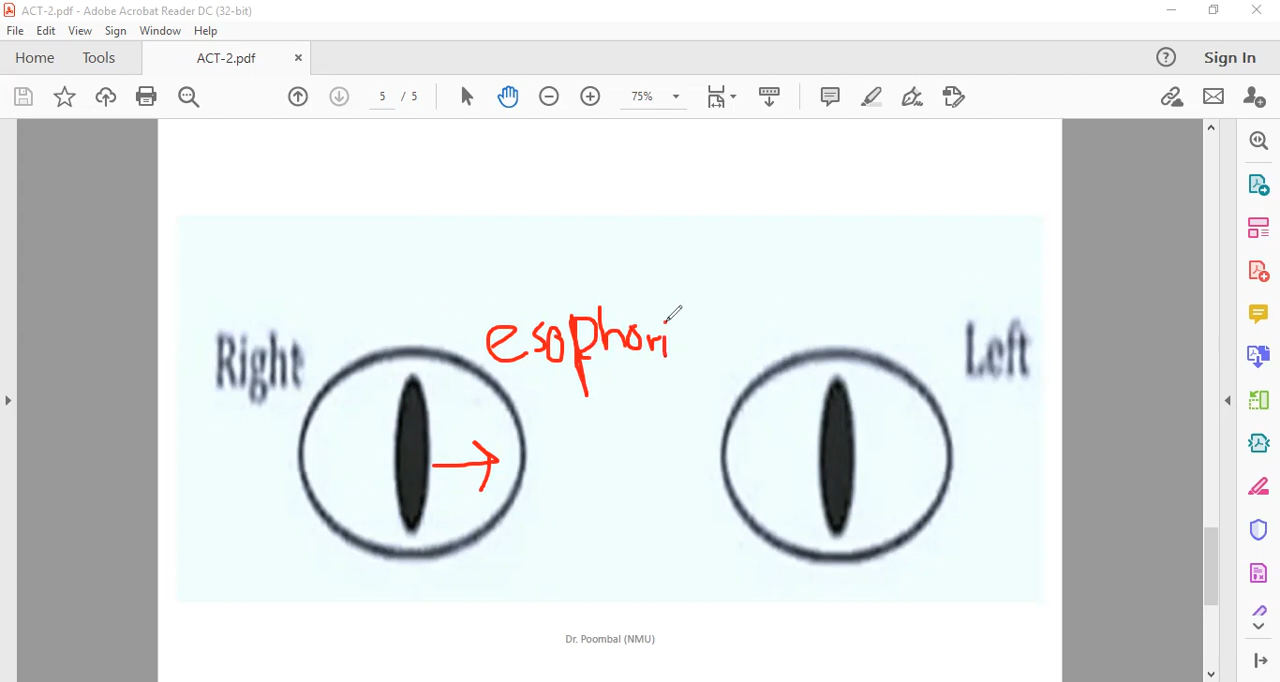 ACT-2.pdf - Adobe Acrobat Reader DC (32-bit)
File Edit View Sign Window Help
Home Tools ACT-2.pdf × Sign In
5 / 5 75%
esophori
Right
Left
Dr. Poombal (NMU)